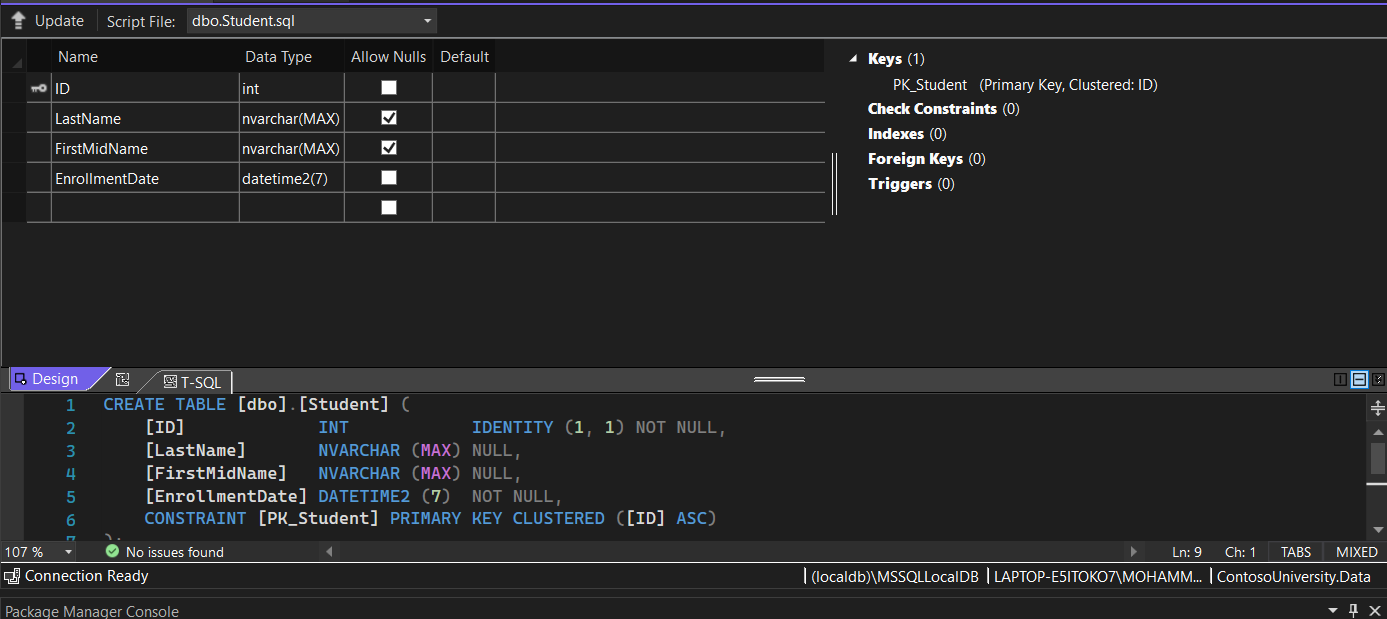 Update Script File: dbo.Student.sql
Name Data Type Allow Nulls Default
ID int
LastName nvarchar(MAX)
FirstMidName nvarchar(MAX)
EnrollmentDate datetime2(7)
Keys (1)
PK_Student (Primary Key, Clustered: ID)
Check Constraints (0)
Indexes (0)
Foreign Keys (0)
Triggers (0)
Design T-SQL
1 CREATE TABLE [dbo].[Student] (
2 [ID] INT IDENTITY (1, 1) NOT NULL,
3 [LastName] NVARCHAR (MAX) NULL,
4 [FirstMidName] NVARCHAR (MAX) NULL,
5 [EnrollmentDate] DATETIME2 (7) NOT NULL,
6 CONSTRAINT [PK_Student] PRIMARY KEY CLUSTERED ([ID] ASC)
7 );
107 % No issues found Ln: 9 Ch: 1 TABS MIXED
Connection Ready (localdb)\MSSQLLocalDB LAPTOP-E5ITOKO7\MOHAMM... ContosoUniversity.Data
Package Manager Console